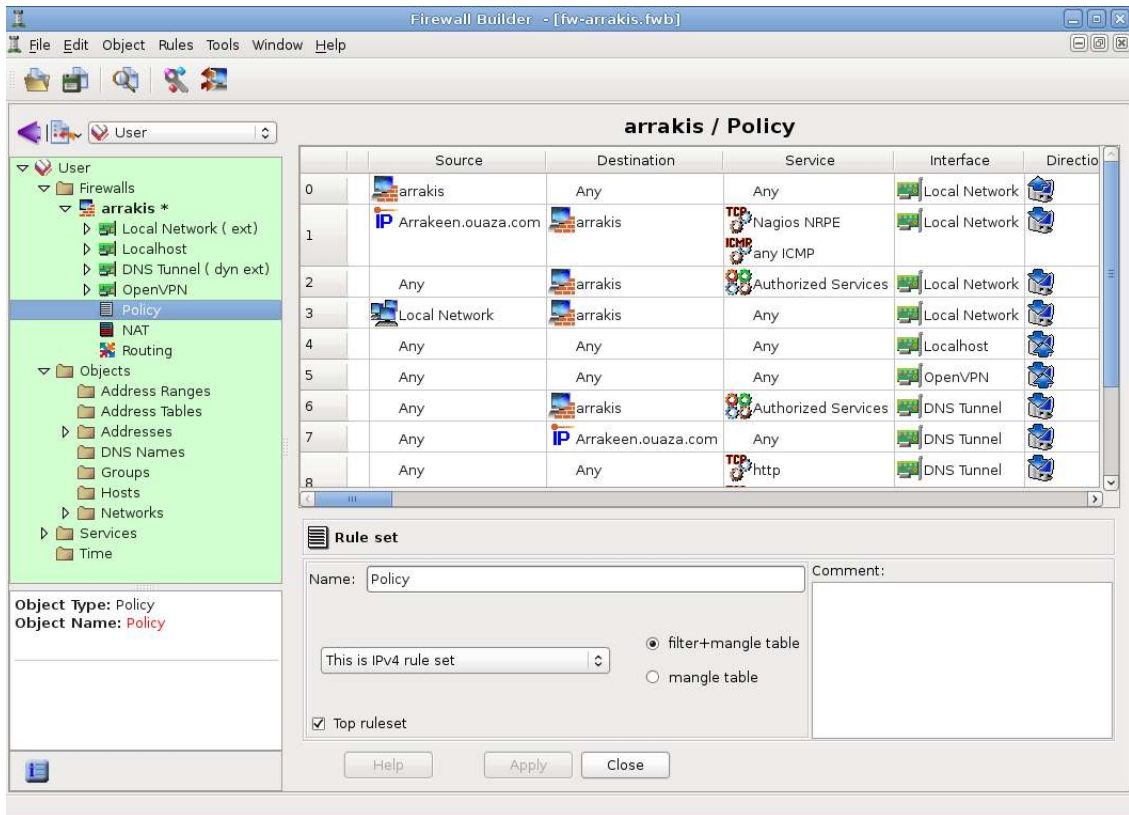 Firewall Builder - [fw-arrakis.fwb]
File Edit Object Rules Tools Window Help
User
User
Firewalls
arrakis *
Local Network ( ext)
Localhost
DNS Tunnel ( dyn ext)
OpenVPN
Policy
NAT
Routing
Objects
Address Ranges
Address Tables
Addresses
DNS Names
Groups
Hosts
Networks
Services
Time
Object Type: Policy
Object Name: Policy
arrakis / Policy
Source Destination Service Interface Directio
0 arrakis Any Any Local Network
1 IP Arrakeen.ouaza.com arrakis TCP Nagios NRPE Local Network
ICMP any ICMP
2 Any arrakis Authorized Services Local Network
3 Local Network arrakis Any Local Network
4 Any Any Any Localhost
5 Any Any Any OpenVPN
6 Any arrakis Authorized Services DNS Tunnel
7 Any IP Arrakeen.ouaza.com Any DNS Tunnel
8 Any Any TCP http DNS Tunnel
Rule set
Name: Policy
Comment:
This is IPv4 rule set
filter+mangle table
mangle table
Top ruleset
Help Apply Close